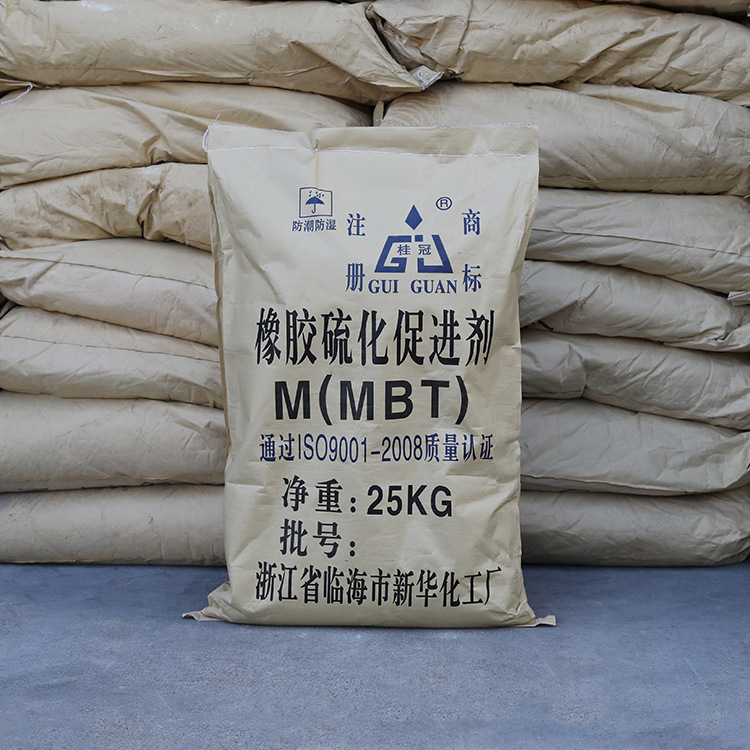 防潮防湿
注册商标
®
桂冠
GUI GUAN
橡胶硫化促进剂
M(MBT)
通过ISO9001-2008质量认证
净重:25KG
批号:
浙江省临海市新华化工厂